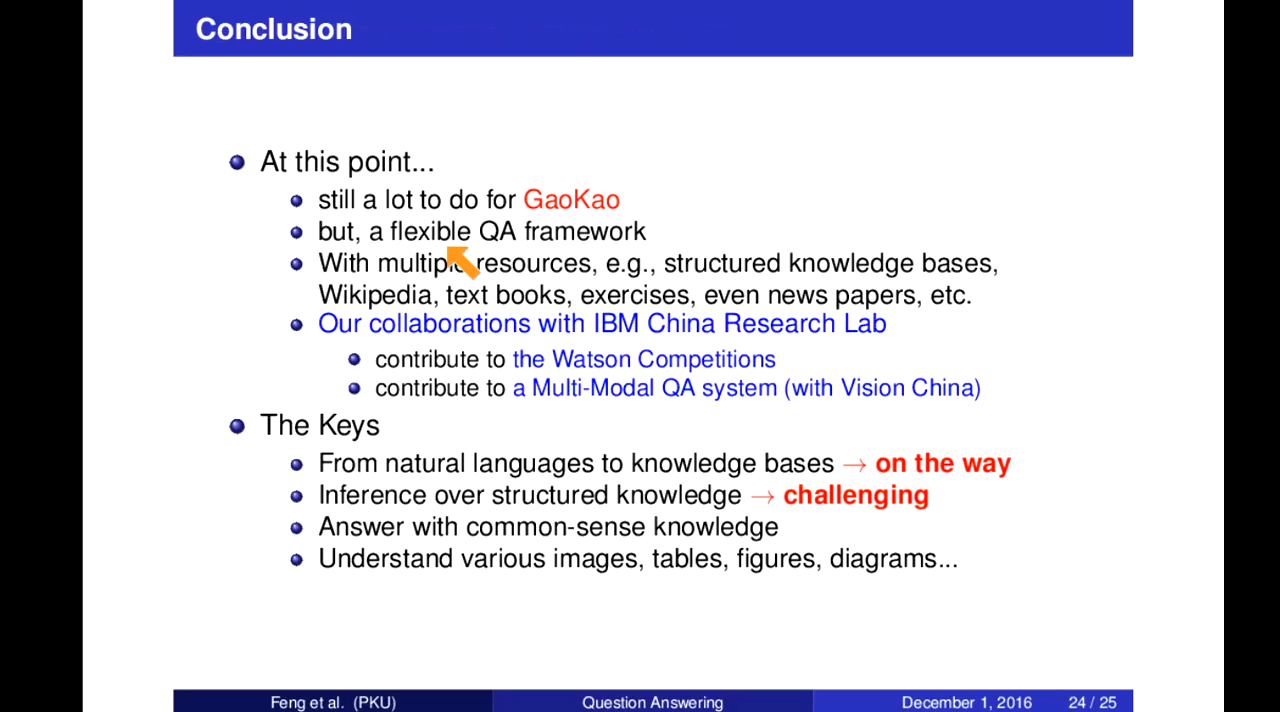 Conclusion
At this point...
still a lot to do for GaoKao
but, a flexible QA framework
With multiple resources, e.g., structured knowledge bases,
Wikipedia, text books, exercises, even news papers, etc.
Our collaborations with IBM China Research Lab
contribute to the Watson Competitions
contribute to a Multi-Modal QA system (with Vision China)
The Keys
From natural languages to knowledge bases → on the way
Inference over structured knowledge → challenging
Answer with common-sense knowledge
Understand various images, tables, figures, diagrams...
Feng et al. (PKU) Question Answering December 1, 2016 24 / 25